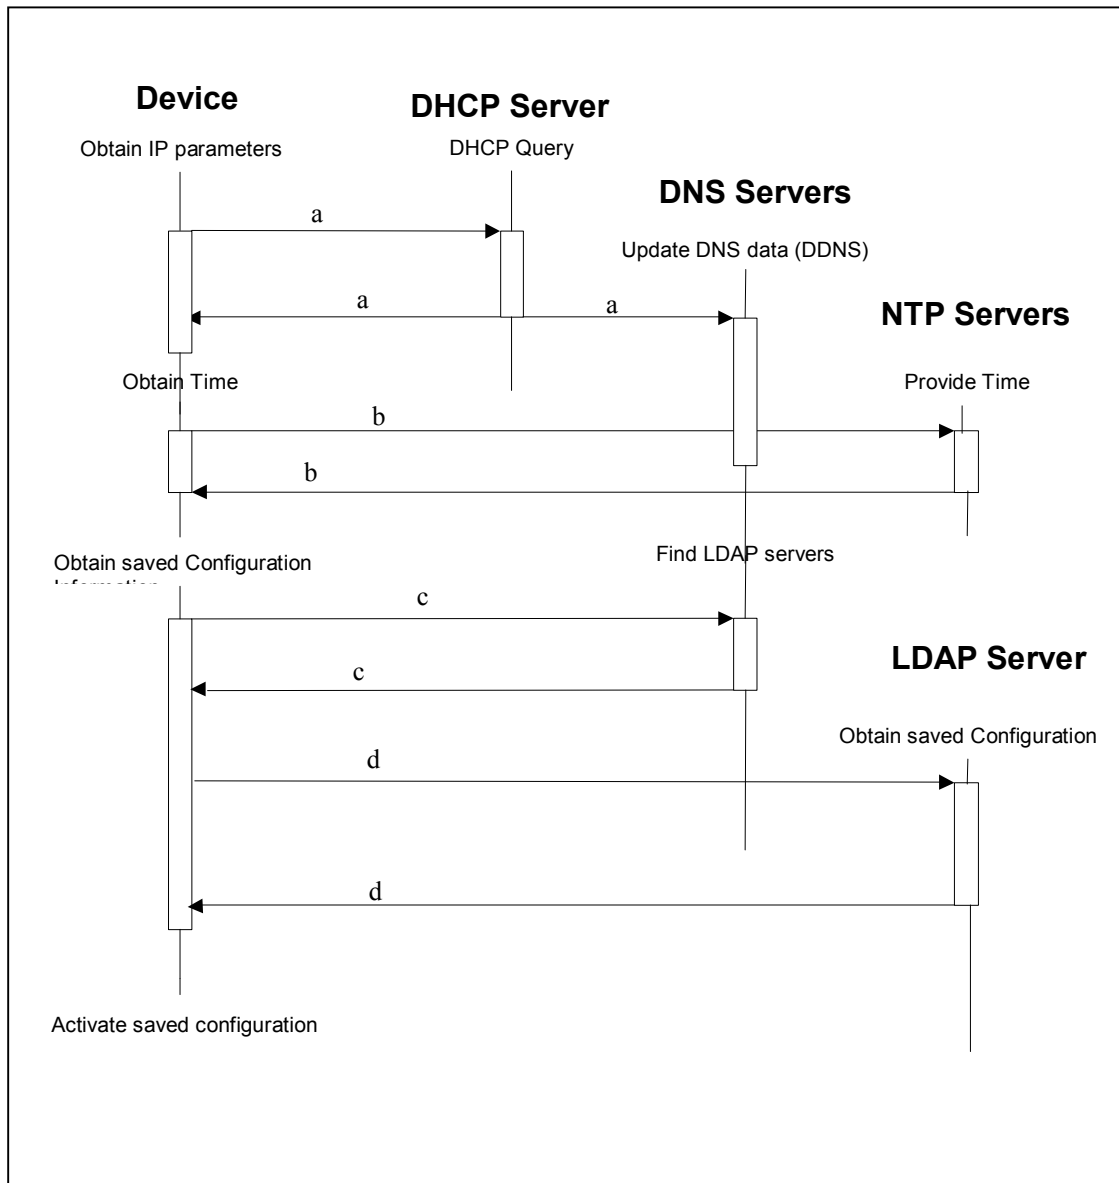 Device
DHCP Server
Obtain IP parameters
DHCP Query
DNS Servers
a
Update DNS data (DDNS)
a
a
NTP Servers
Obtain Time
Provide Time
b
b
Obtain saved Configuration
Find LDAP servers
c
LDAP Server
c
Obtain saved Configuration
d
d
Activate saved configuration